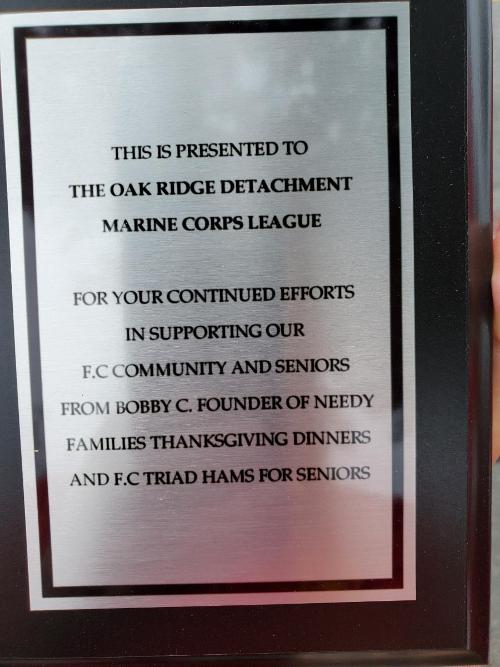 THIS IS PRESENTED TO
THE OAK RIDGE DETACHMENT
MARINE CORPS LEAGUE
FOR YOUR CONTINUED EFFORTS
IN SUPPORTING OUR
F.C COMMUNITY AND SENIORS
FROM BOBBY C. FOUNDER OF NEEDY
FAMILIES THANKSGIVING DINNERS
AND F.C TRIAD HAMS FOR SENIORS